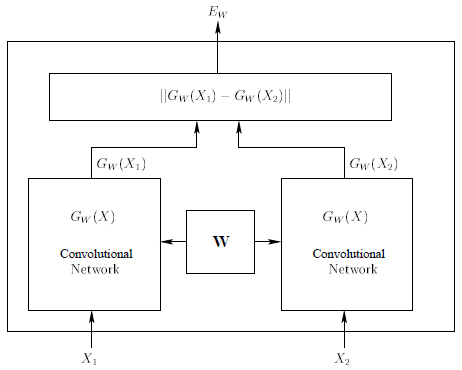 E_W
||G_W(X_1) − G_W(X_2)||
G_W(X_1)
G_W(X_2)
G_W(X)
Convolutional
Network
W
G_W(X)
Convolutional
Network
X_1
X_2